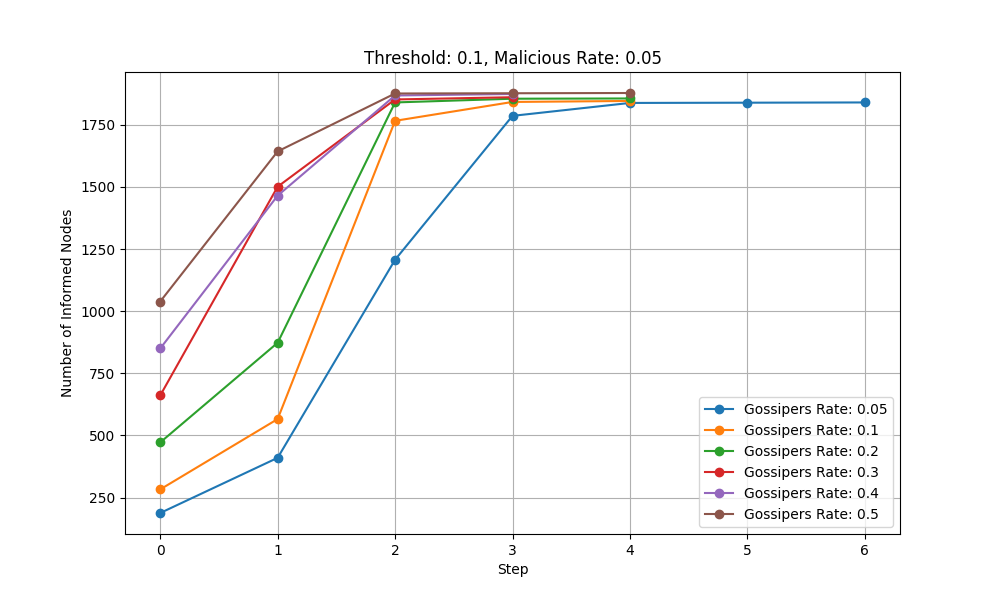 Threshold: 0.1, Malicious Rate: 0.05
Number of Informed Nodes
1750
1500
1250
1000
750
500
250
Gossipers Rate: 0.05
Gossipers Rate: 0.1
Gossipers Rate: 0.2
Gossipers Rate: 0.3
Gossipers Rate: 0.4
Gossipers Rate: 0.5
0 1 2 3 4 5 6
Step